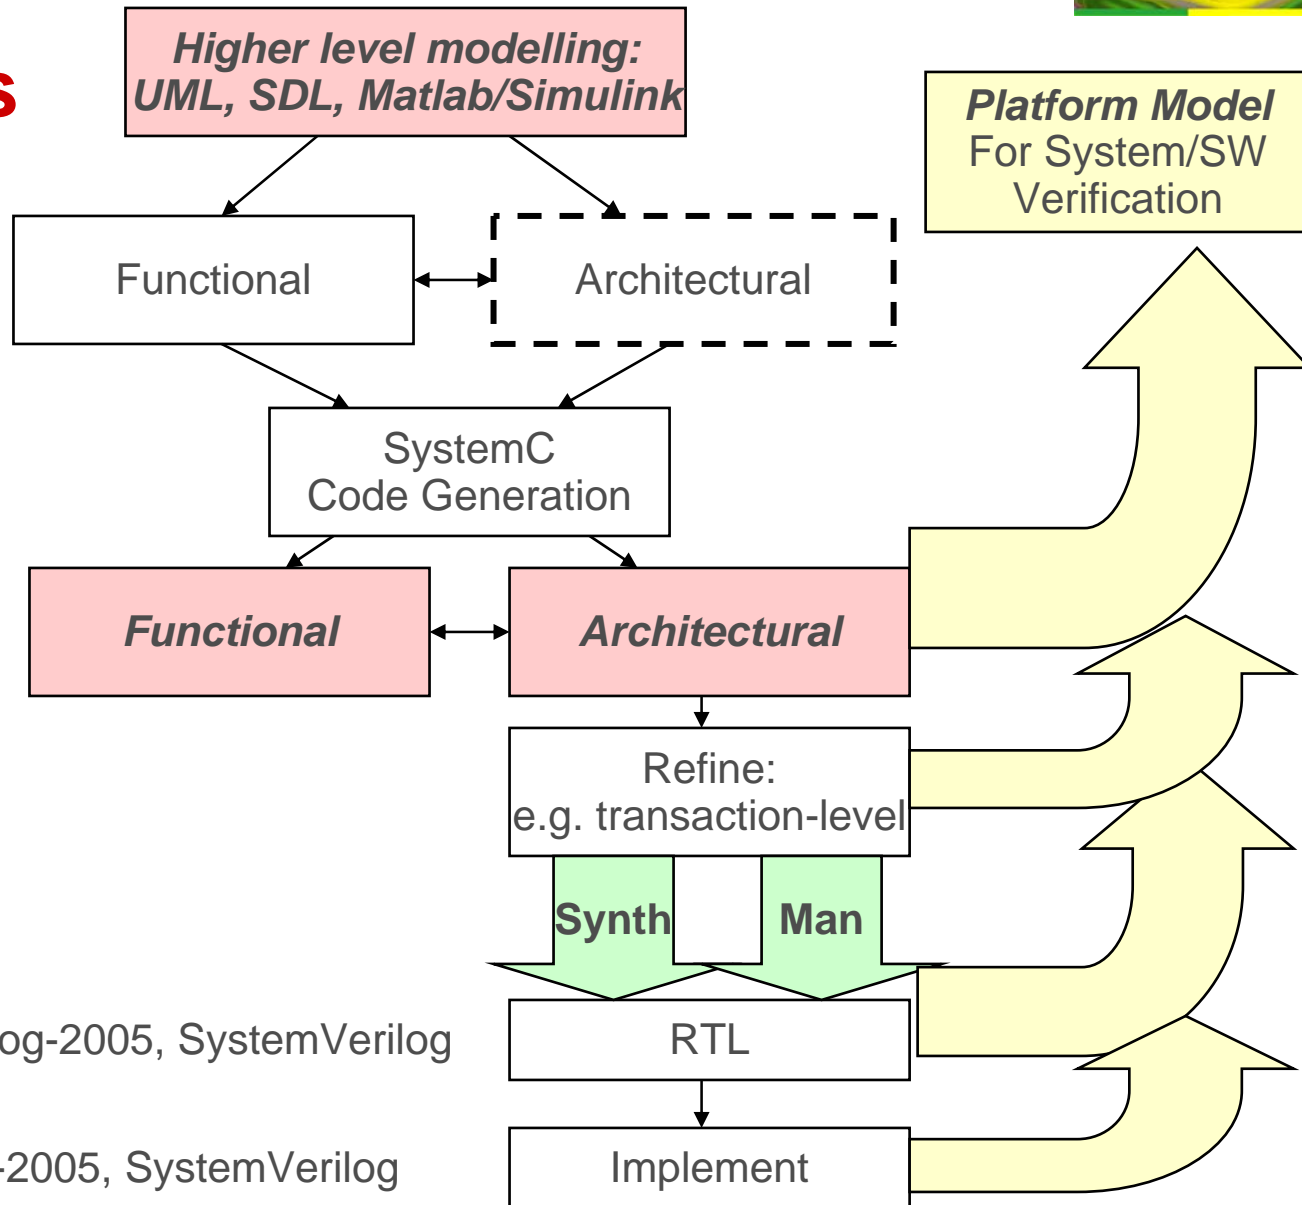 s
Higher level modelling:
UML, SDL, Matlab/Simulink
Platform Model
For System/SW
Verification
Functional
Architectural
SystemC
Code Generation
Functional
Architectural
Refine:
e.g. transaction-level
Synth
Man
og-2005, SystemVerilog
RTL
-2005, SystemVerilog
Implement